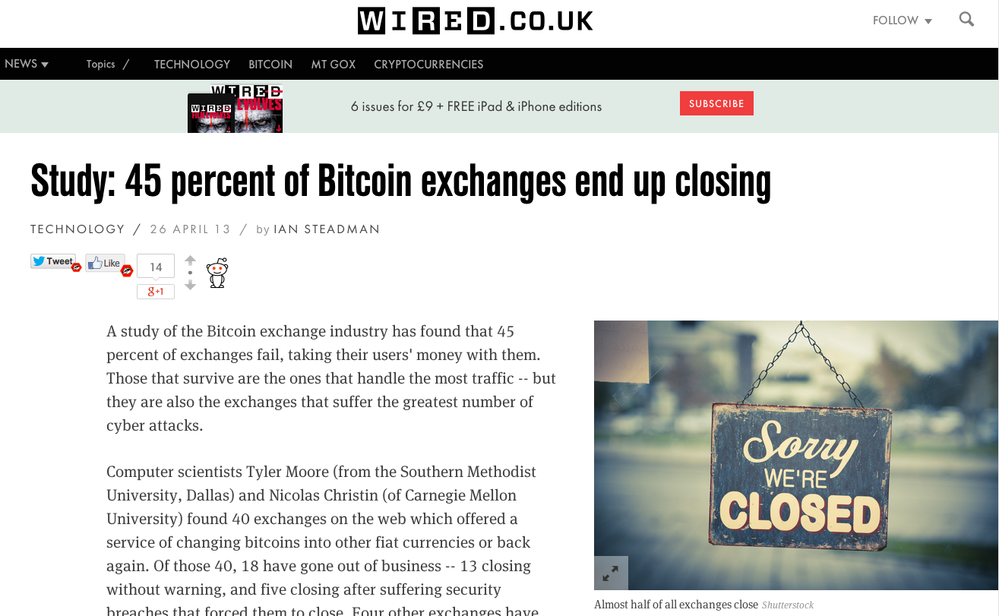 WIRED.CO.UK
FOLLOW
NEWS Topics / TECHNOLOGY BITCOIN MT GOX CRYPTOCURRENCIES
WIRED
EVOLVES
WIRED
6 issues for £9 + FREE iPad & iPhone editions
SUBSCRIBE
Study: 45 percent of Bitcoin exchanges end up closing
TECHNOLOGY / 26 APRIL 13 / by IAN STEADMAN
Tweet
Like
14
g+1
A study of the Bitcoin exchange industry has found that 45
percent of exchanges fail, taking their users' money with them.
Those that survive are the ones that handle the most traffic -- but
they are also the exchanges that suffer the greatest number of
cyber attacks.
Computer scientists Tyler Moore (from the Southern Methodist
University, Dallas) and Nicolas Christin (of Carnegie Mellon
University) found 40 exchanges on the web which offered a
service of changing bitcoins into other fiat currencies or back
again. Of those 40, 18 have gone out of business -- 13 closing
without warning, and five closing after suffering security
breaches that forced them to close. Four other exchanges have
Sorry
WE'RE
CLOSED
Almost half of all exchanges close Shutterstock